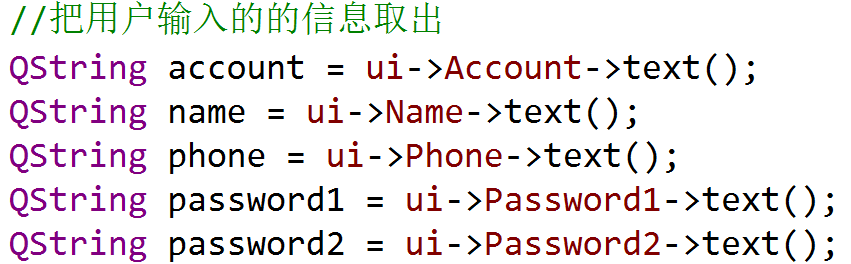 //把用户输入的的信息取出
QString account = ui->Account->text();
QString name = ui->Name->text();
QString phone = ui->Phone->text();
QString password1 = ui->Password1->text();
QString password2 = ui->Password2->text();